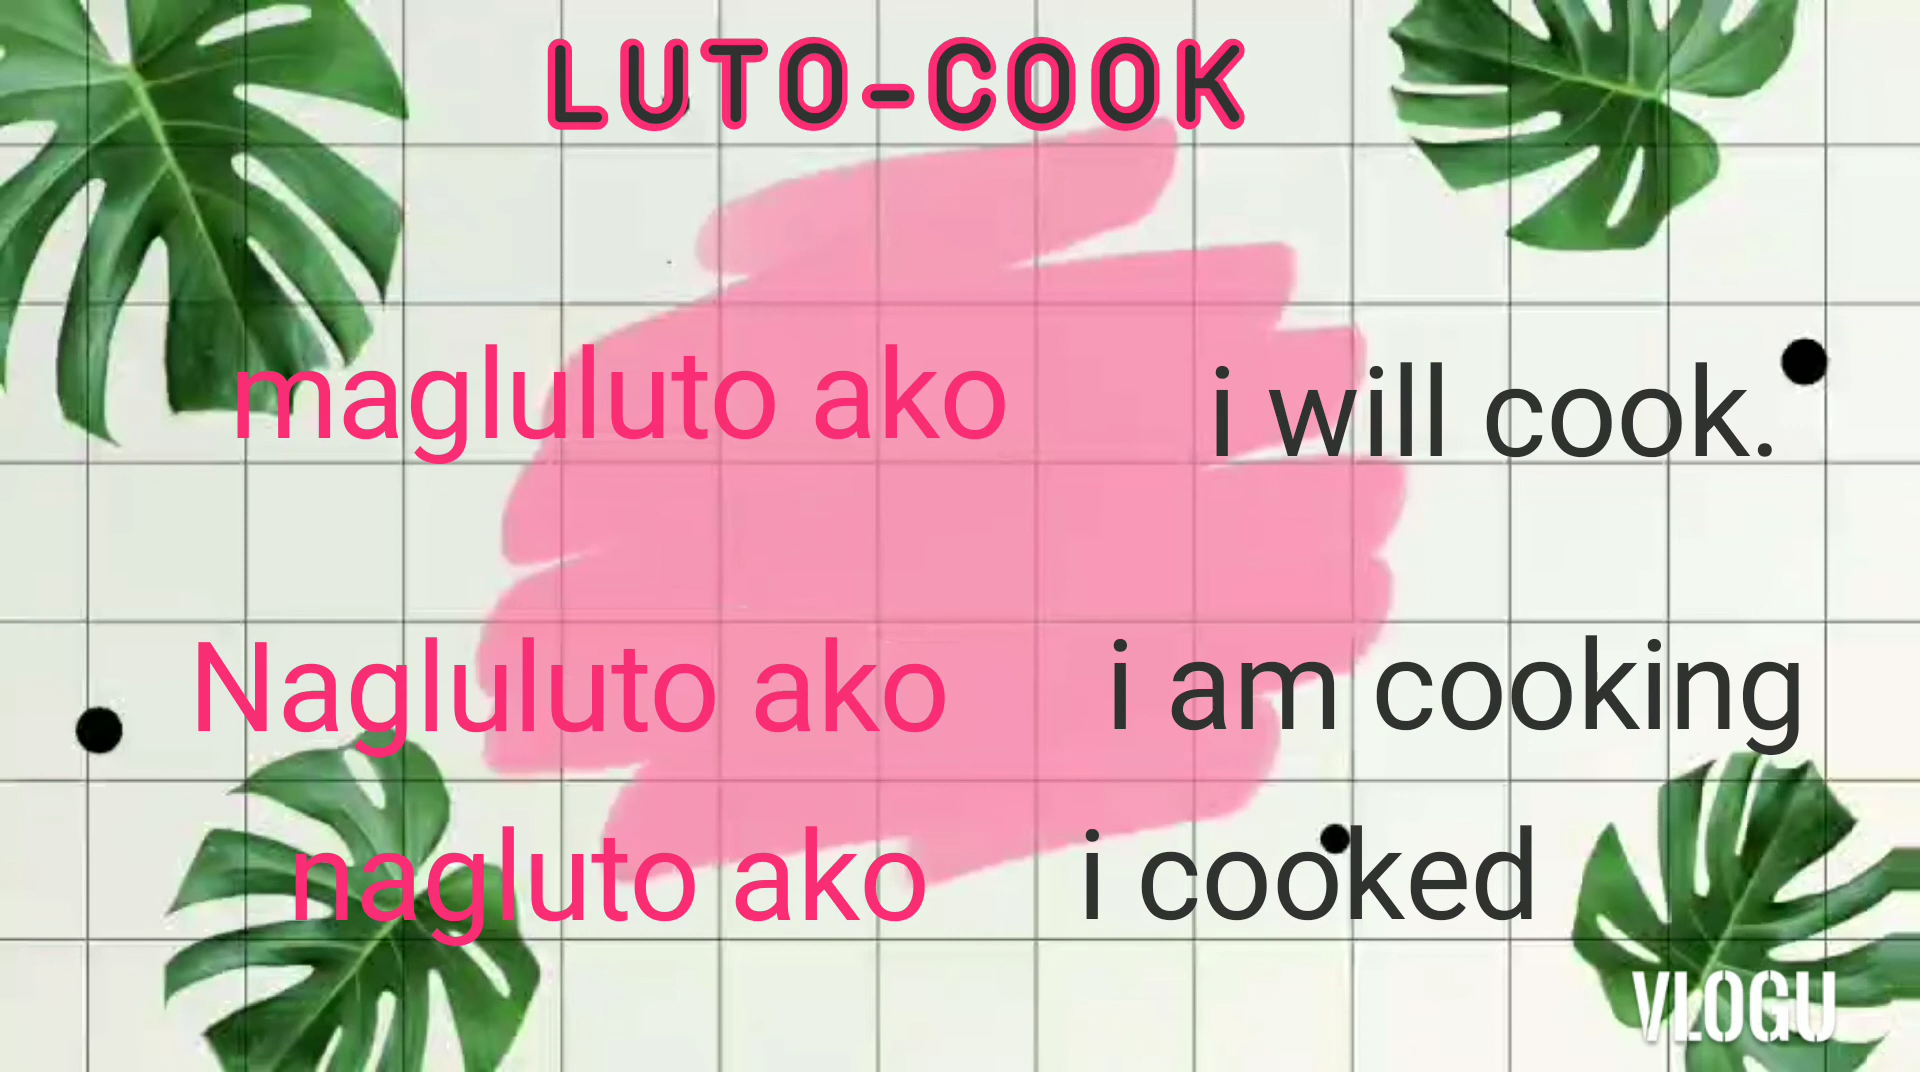 LUTO-COOK
magluluto ako i will cook.
Nagluluto ako i am cooking
nagluto ako i cooked
VLOGU